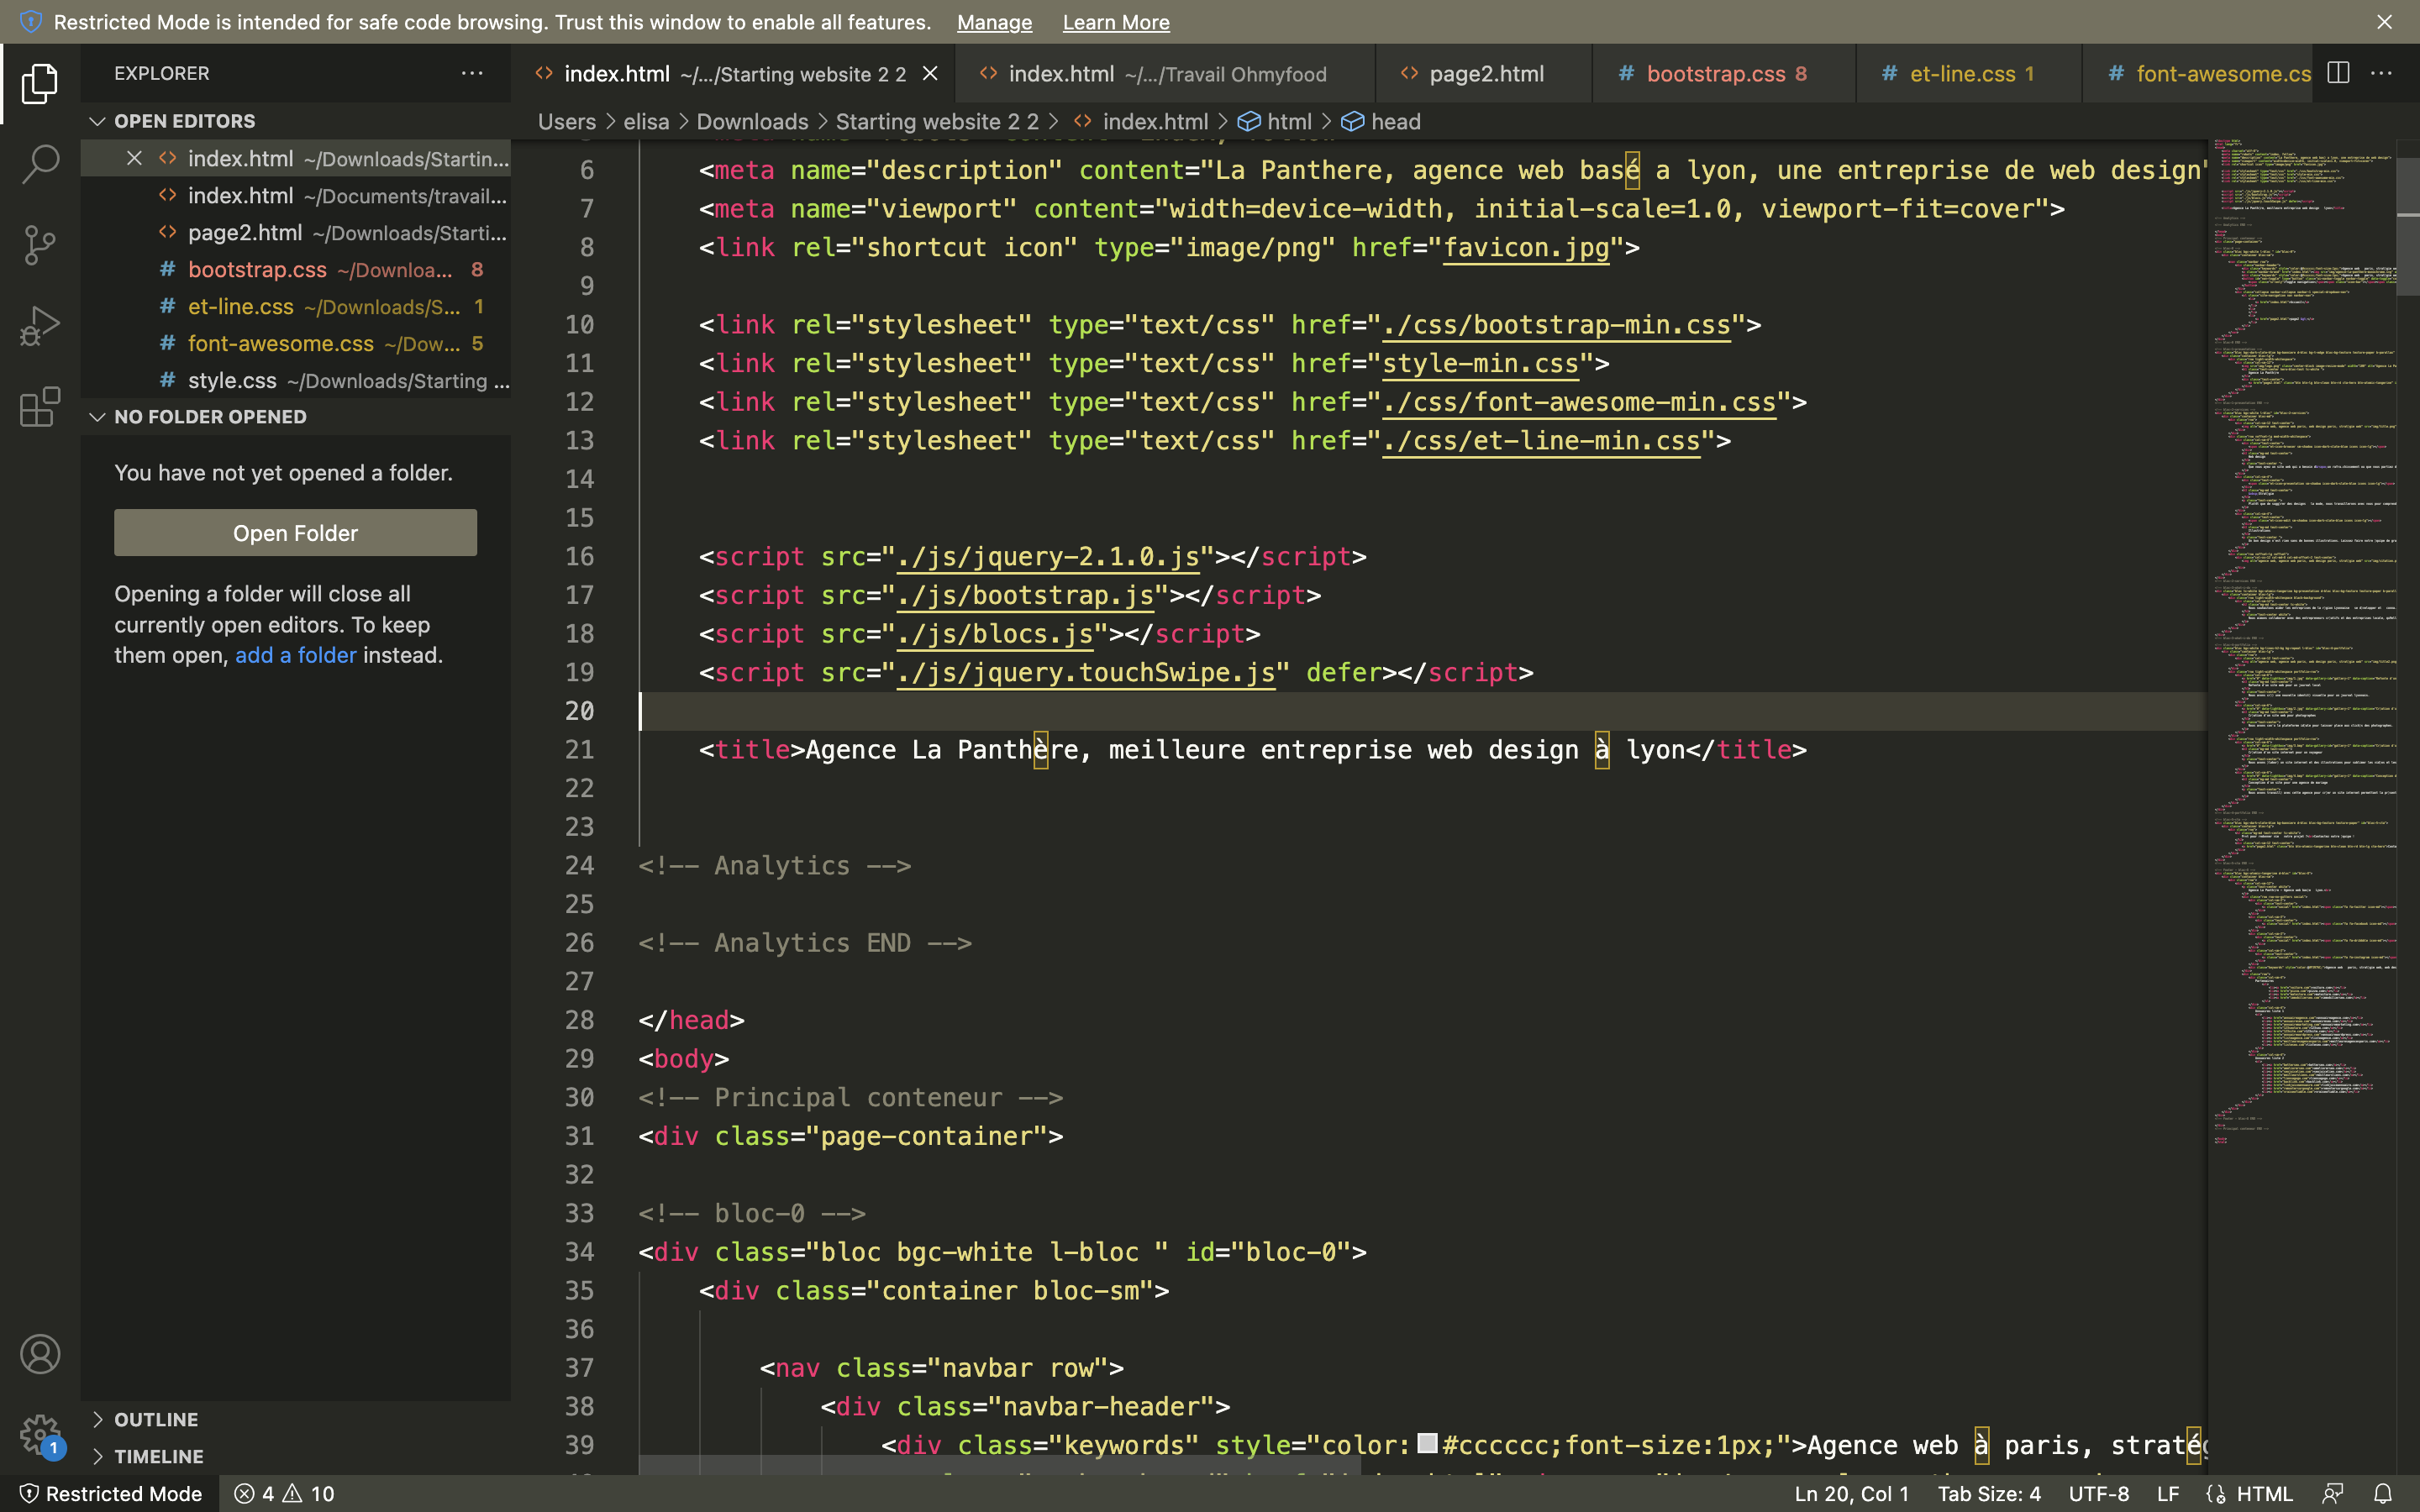 Restricted Mode is intended for safe code browsing. Trust this window to enable all features. Manage Learn More
EXPLORER
OPEN EDITORS
index.html ~/Downloads/Startin...
index.html ~/Documents/travail...
page2.html ~/Downloads/Starti...
bootstrap.css ~/Downloa... 8
et-line.css ~/Downloads/S... 1
font-awesome.css ~/Dow... 5
style.css ~/Downloads/Starting ...
NO FOLDER OPENED
You have not yet opened a folder.
Open Folder
Opening a folder will close all
currently open editors. To keep
them open, add a folder instead.
OUTLINE
TIMELINE
index.html ~/.../Starting website 2 2
index.html ~/.../Travail Ohmyfood
page2.html
bootstrap.css 8
et-line.css 1
font-awesome.cs
Users > elisa > Downloads > Starting website 2 2 > index.html > html > head
6 <meta name="description" content="La Panthere, agence web basé a lyon, une entreprise de web design"
7 <meta name="viewport" content="width=device-width, initial-scale=1.0, viewport-fit=cover">
8 <link rel="shortcut icon" type="image/png" href="favicon.jpg">
9
10 <link rel="stylesheet" type="text/css" href="./css/bootstrap-min.css">
11 <link rel="stylesheet" type="text/css" href="style-min.css">
12 <link rel="stylesheet" type="text/css" href="./css/font-awesome-min.css">
13 <link rel="stylesheet" type="text/css" href="./css/et-line-min.css">
14
15
16 <script src="./js/jquery-2.1.0.js"></script>
17 <script src="./js/bootstrap.js"></script>
18 <script src="./js/blocs.js"></script>
19 <script src="./js/jquery.touchSwipe.js" defer></script>
20
21 <title>Agence La Panthère, meilleure entreprise web design à lyon</title>
22
23
24 <!-- Analytics -->
25
26 <!-- Analytics END -->
27
28 </head>
29 <body>
30 <!-- Principal conteneur -->
31 <div class="page-container">
32
33 <!-- bloc-0 -->
34 <div class="bloc bgc-white l-bloc " id="bloc-0">
35 <div class="container bloc-sm">
36
37 <nav class="navbar row">
38 <div class="navbar-header">
39 <div class="keywords" style="color:#cccccc;font-size:1px;">Agence web à paris, straté
1
Restricted Mode 4 10
Ln 20, Col 1 Tab Size: 4 UTF-8 LF HTML